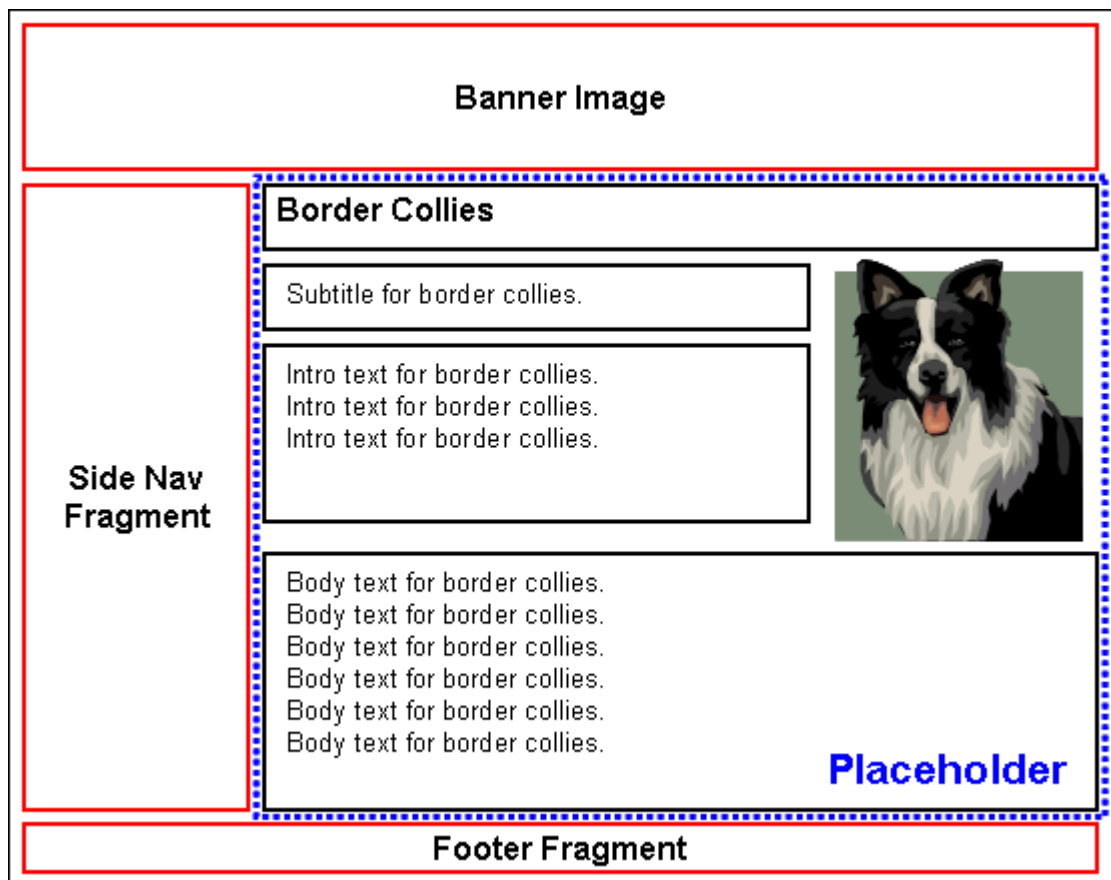 Banner Image
Border Collies
Subtitle for border collies.
Intro text for border collies.
Intro text for border collies.
Intro text for border collies.
Side Nav
Fragment
Body text for border collies.
Body text for border collies.
Body text for border collies.
Body text for border collies.
Body text for border collies.
Body text for border collies.
Placeholder
Footer Fragment